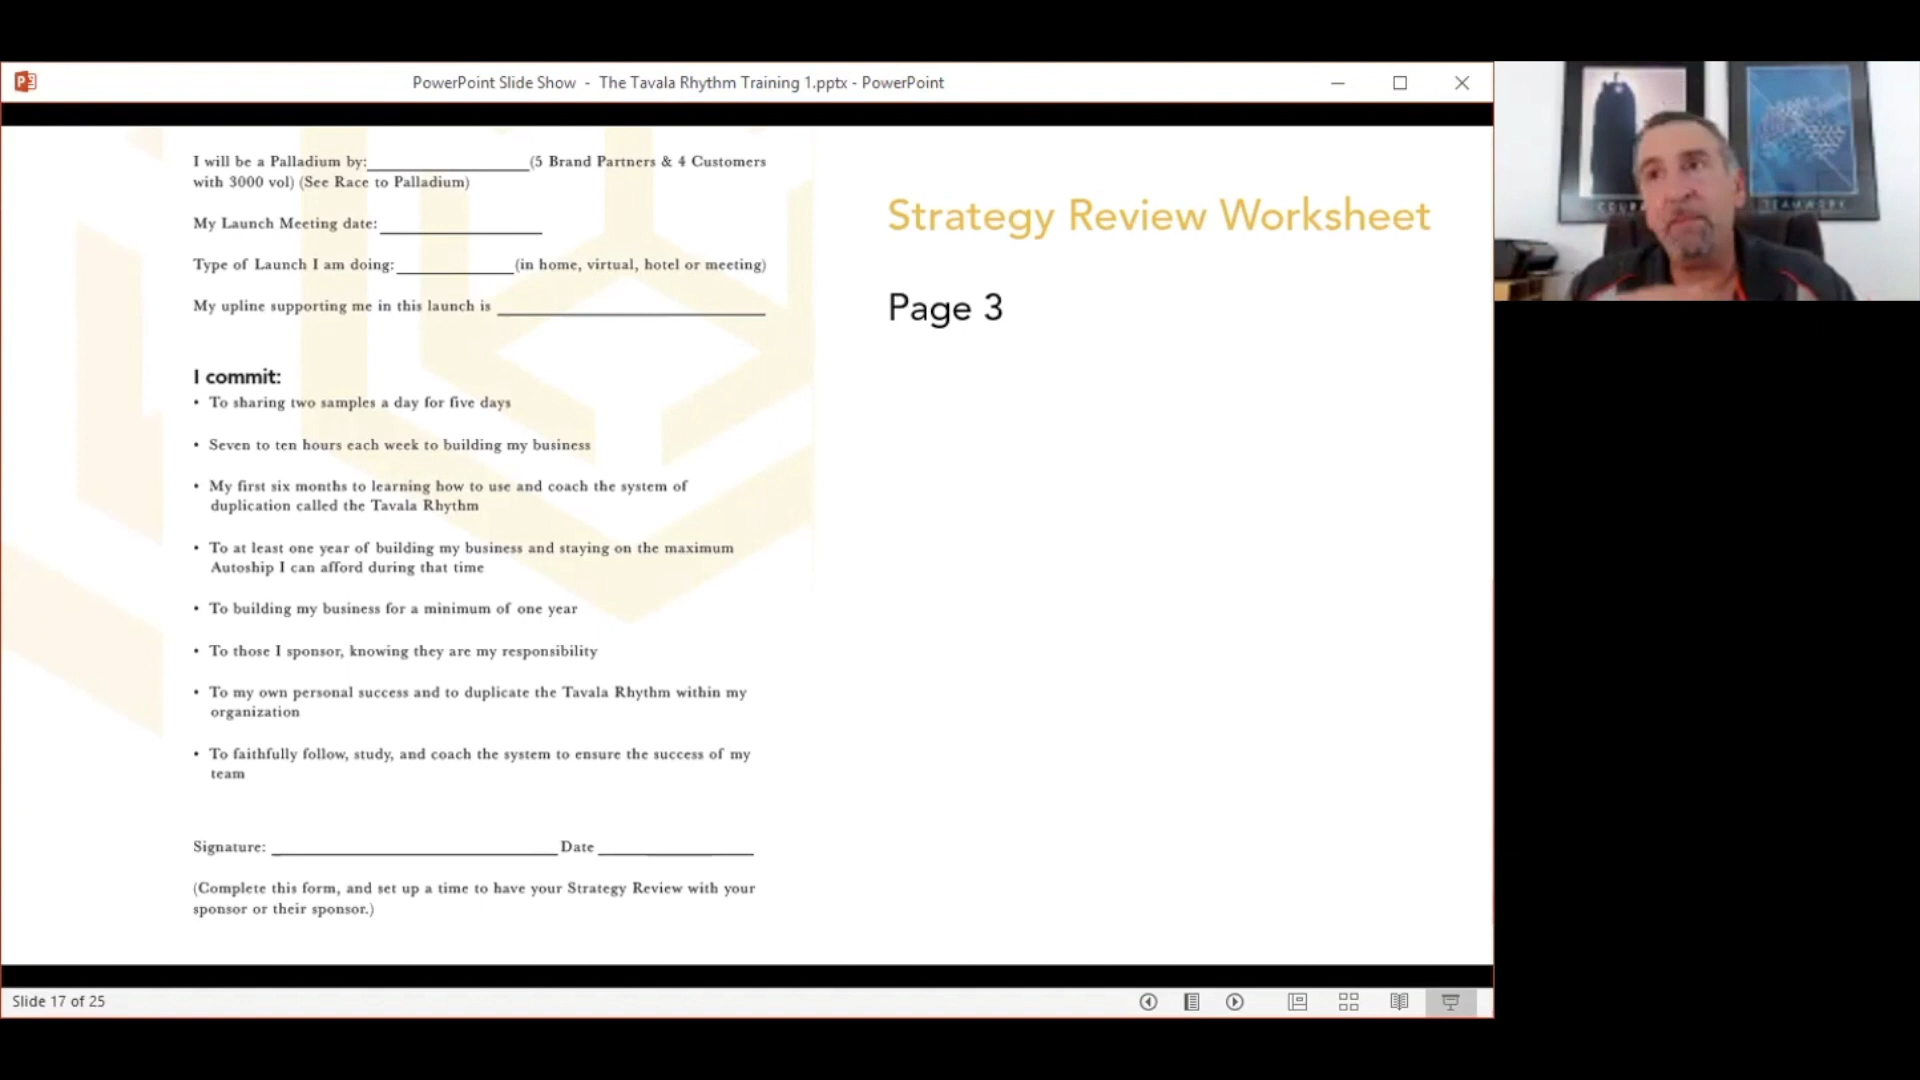 PowerPoint Slide Show - The Tavala Rhythm Training 1.pptx - PowerPoint
I will be a Palladium by:________________(5 Brand Partners & 4 Customers
with 3000 vol) (See Race to Palladium)
My Launch Meeting date:________________
Type of Launch I am doing:____________(in home, virtual, hotel or meeting)
My upline supporting me in this launch is __________________________
I commit:
• To sharing two samples a day for five days
• Seven to ten hours each week to building my business
• My first six months to learning how to use and coach the system of
duplication called the Tavala Rhythm
• To at least one year of building my business and staying on the maximum
Autoship I can afford during that time
• To building my business for a minimum of one year
• To those I sponsor, knowing they are my responsibility
• To my own personal success and to duplicate the Tavala Rhythm within my
organization
• To faithfully follow, study, and coach the system to ensure the success of my
team
Signature: ____________________________ Date _______________
(Complete this form, and set up a time to have your Strategy Review with your
sponsor or their sponsor.)
Strategy Review Worksheet
Page 3
TEAMWORK
Slide 17 of 25